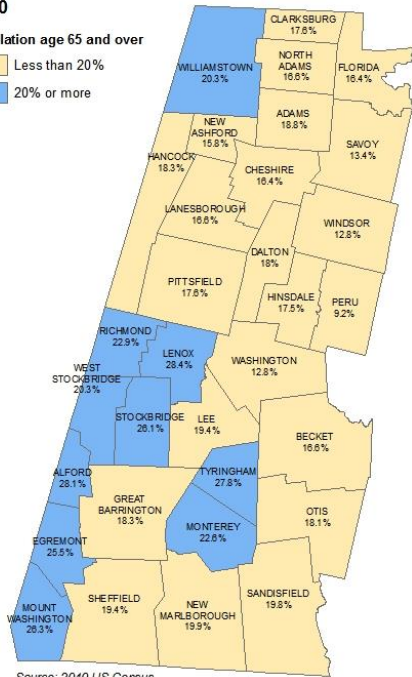 0
lation age 65 and over
Less than 20%
20% or more
CLARKSBURG
17.6%
WILLIAMSTOWN
20.3%
NORTH
ADAMS
16.6%
FLORIDA
16.4%
ADAMS
18.8%
NEW
ASHFORD
15.8%
SAVOY
13.4%
HANCOCK
18.3%
CHESHIRE
16.4%
LANESBOROUGH
16.6%
WINDSOR
12.8%
DALTON
18%
PITTSFIELD
17.6%
HINSDALE
17.5%
PERU
9.2%
RICHMOND
22.9%
LENOX
28.4%
WASHINGTON
12.8%
WEST
STOCKBRIDGE
20.3%
STOCKBRIDGE
26.1%
LEE
19.4%
BECKET
16.6%
ALFORD
28.1%
TYRINGHAM
27.8%
GREAT
BARRINGTON
18.3%
OTIS
18.1%
MONTEREY
22.6%
EGREMONT
25.5%
MOUNT
WASHINGTON
26.3%
SHEFFIELD
19.4%
NEW
MARLBOROUGH
19.9%
SANDISFIELD
19.8%